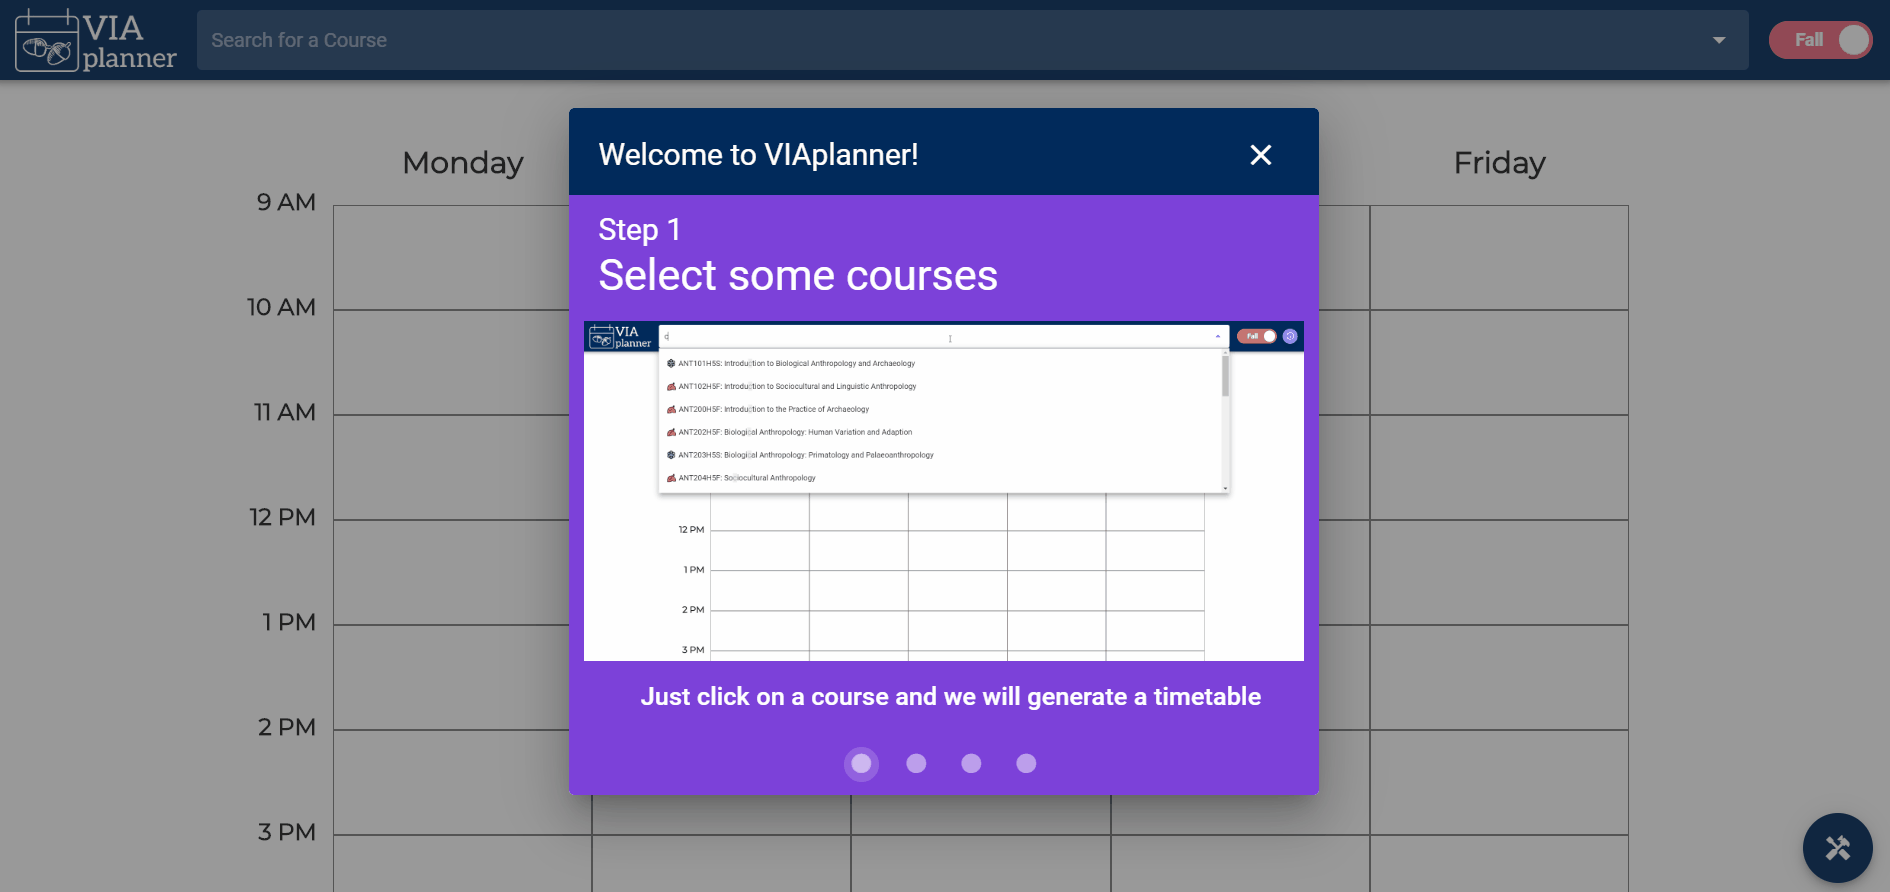 VIA
planner
Search for a Course
Fall
Monday
Friday
9 AM
10 AM
11 AM
12 PM
1 PM
2 PM
3 PM
Welcome to VIAplanner!
Step 1
Select some courses
VIA
planner
c
Fall
ANT101H5S: Introduction to Biological Anthropology and Archaeology
ANT102H5F: Introduction to Sociocultural and Linguistic Anthropology
ANT200H5F: Introduction to the Practice of Archaeology
ANT202H5F: Biological Anthropology: Human Variation and Adaption
ANT203H5S: Biological Anthropology: Primatology and Palaeoanthropology
ANT204H5F: Sociocultural Anthropology
12 PM
1 PM
2 PM
3 PM
Just click on a course and we will generate a timetable